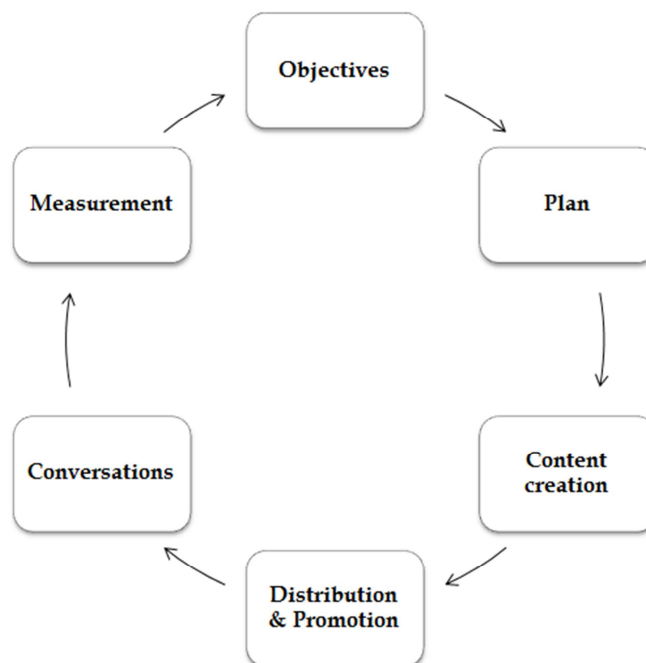 Objectives
Plan
Content
creation
Distribution
& Promotion
Conversations
Measurement